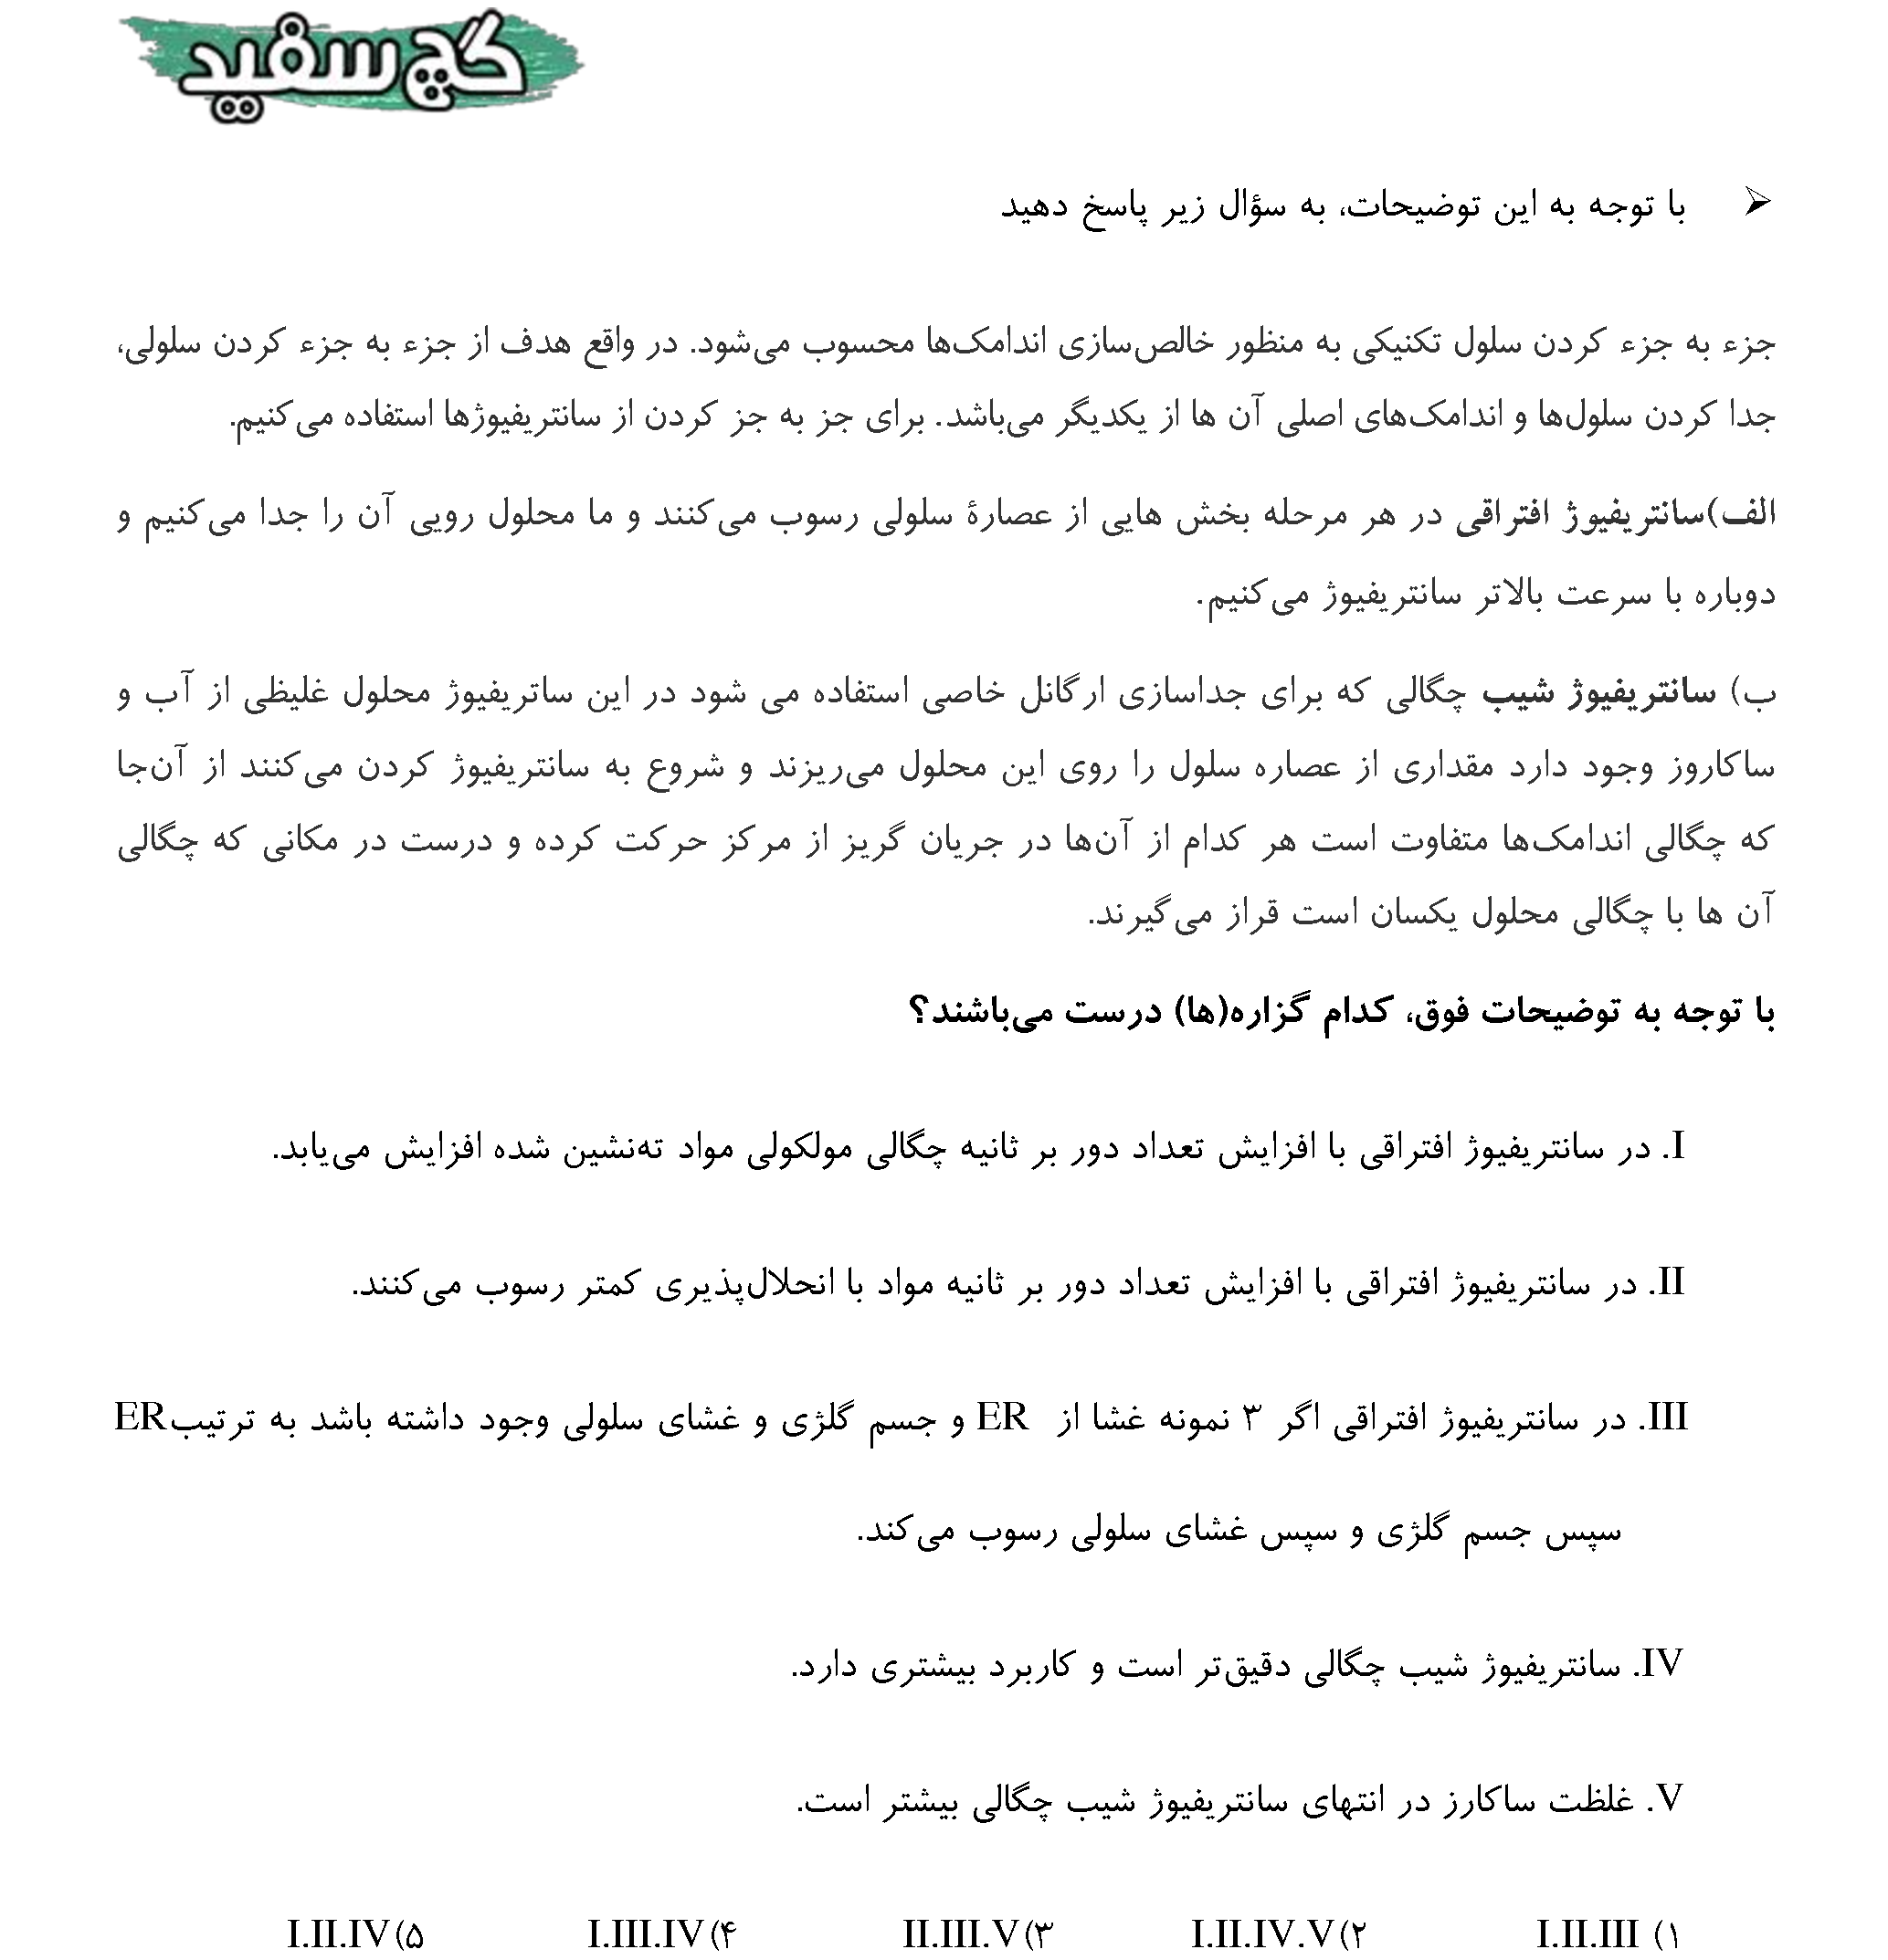 گچ سفید
با توجه به این توضیحات، به سؤال زیر پاسخ دهید
جزء به جزء کردن سلول تکنیکی به منظور خالص‌سازی اندامک‌ها محسوب می‌شود. در واقع هدف از جزء به جزء کردن سلولی،
جدا کردن سلول‌ها و اندامک‌های اصلی آن ها از یکدیگر می‌باشد. برای جز به جز کردن از سانتریفیوژها استفاده می‌کنیم.
الف)سانتریفیوژ افتراقی در هر مرحله بخش هایی از عصارهٔ سلولی رسوب می‌کنند و ما محلول رویی آن را جدا می‌کنیم و
دوباره با سرعت بالاتر سانتریفیوژ می‌کنیم.
ب) سانتریفیوژ شیب چگالی که برای جداسازی ارگانل خاصی استفاده می شود در این ساتریفیوژ محلول غلیظی از آب و
ساکاروز وجود دارد مقداری از عصاره سلول را روی این محلول می‌ریزند و شروع به سانتریفیوژ کردن می‌کنند از آن‌جا
که چگالی اندامک‌ها متفاوت است هر کدام از آن‌ها در جریان گریز از مرکز حرکت کرده و درست در مکانی که چگالی
آن ها با چگالی محلول یکسان است قراز می‌گیرند.
با توجه به توضیحات فوق، کدام گزاره(ها) درست می‌باشند؟
I. در سانتریفیوژ افتراقی با افزایش تعداد دور بر ثانیه چگالی مولکولی مواد ته‌نشین شده افزایش می‌یابد.
II. در سانتریفیوژ افتراقی با افزایش تعداد دور بر ثانیه مواد با انحلال‌پذیری کمتر رسوب می‌کنند.
III. در سانتریفیوژ افتراقی اگر ۳ نمونه غشا از ER و جسم گلژی و غشای سلولی وجود داشته باشد به ترتیب ER
سپس جسم گلژی و سپس غشای سلولی رسوب می‌کند.
IV. سانتریفیوژ شیب چگالی دقیق‌تر است و کاربرد بیشتری دارد.
V. غلظت ساکارز در انتهای سانتریفیوژ شیب چگالی بیشتر است.
۱) I.II.III ۲)I.II.IV.V ۳)II.III.V ۴)I.III.IV ۵)I.II.IV